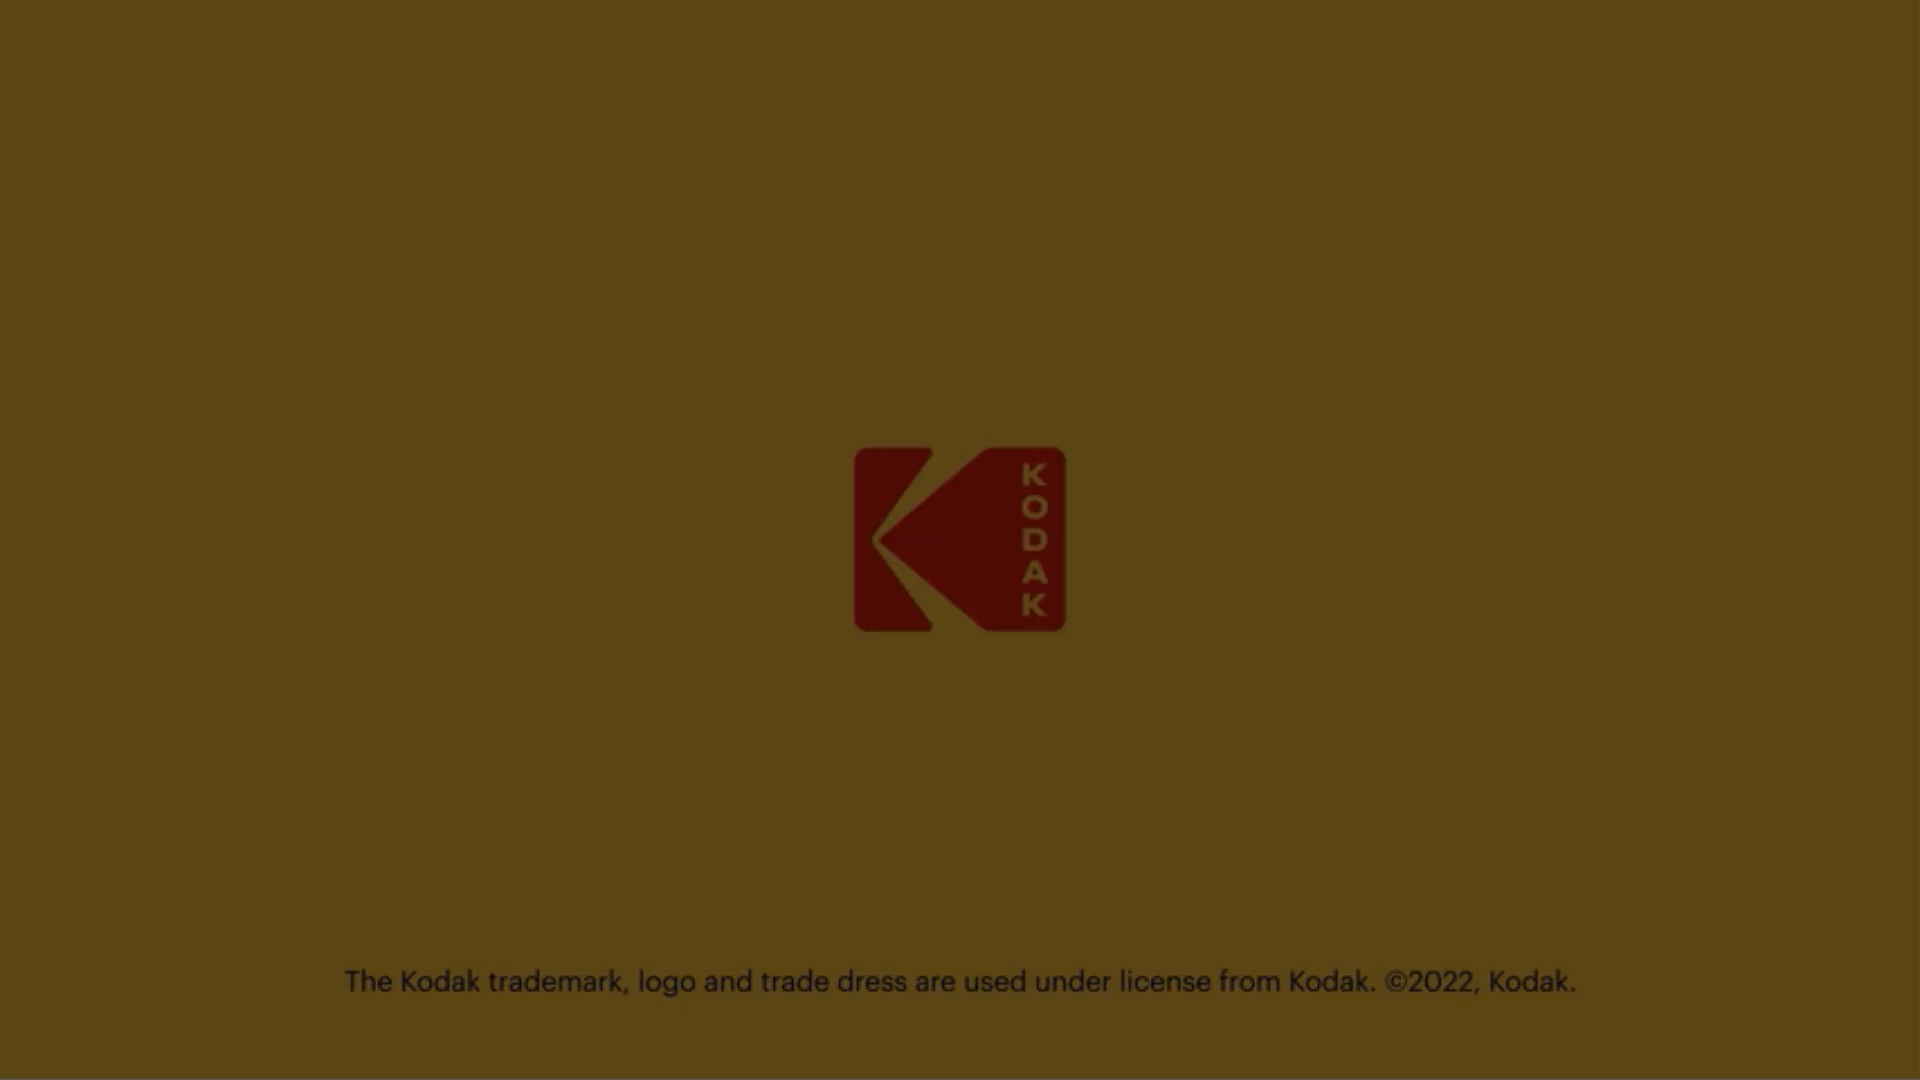 KODAK
The Kodak trademark, logo and trade dress are used under license from Kodak. ©2022, Kodak.